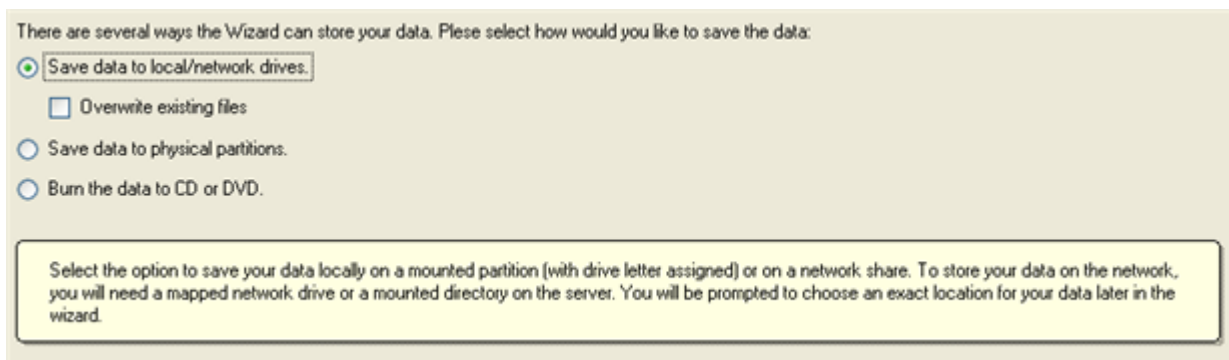 There are several ways the Wizard can store your data. Plese select how would you like to save the data:
Save data to local/network drives.
Overwrite existing files
Save data to physical partitions.
Burn the data to CD or DVD.
Select the option to save your data locally on a mounted partition (with drive letter assigned) or on a network share. To store your data on the network,
you will need a mapped network drive or a mounted directory on the server. You will be prompted to choose an exact location for your data later in the
wizard.